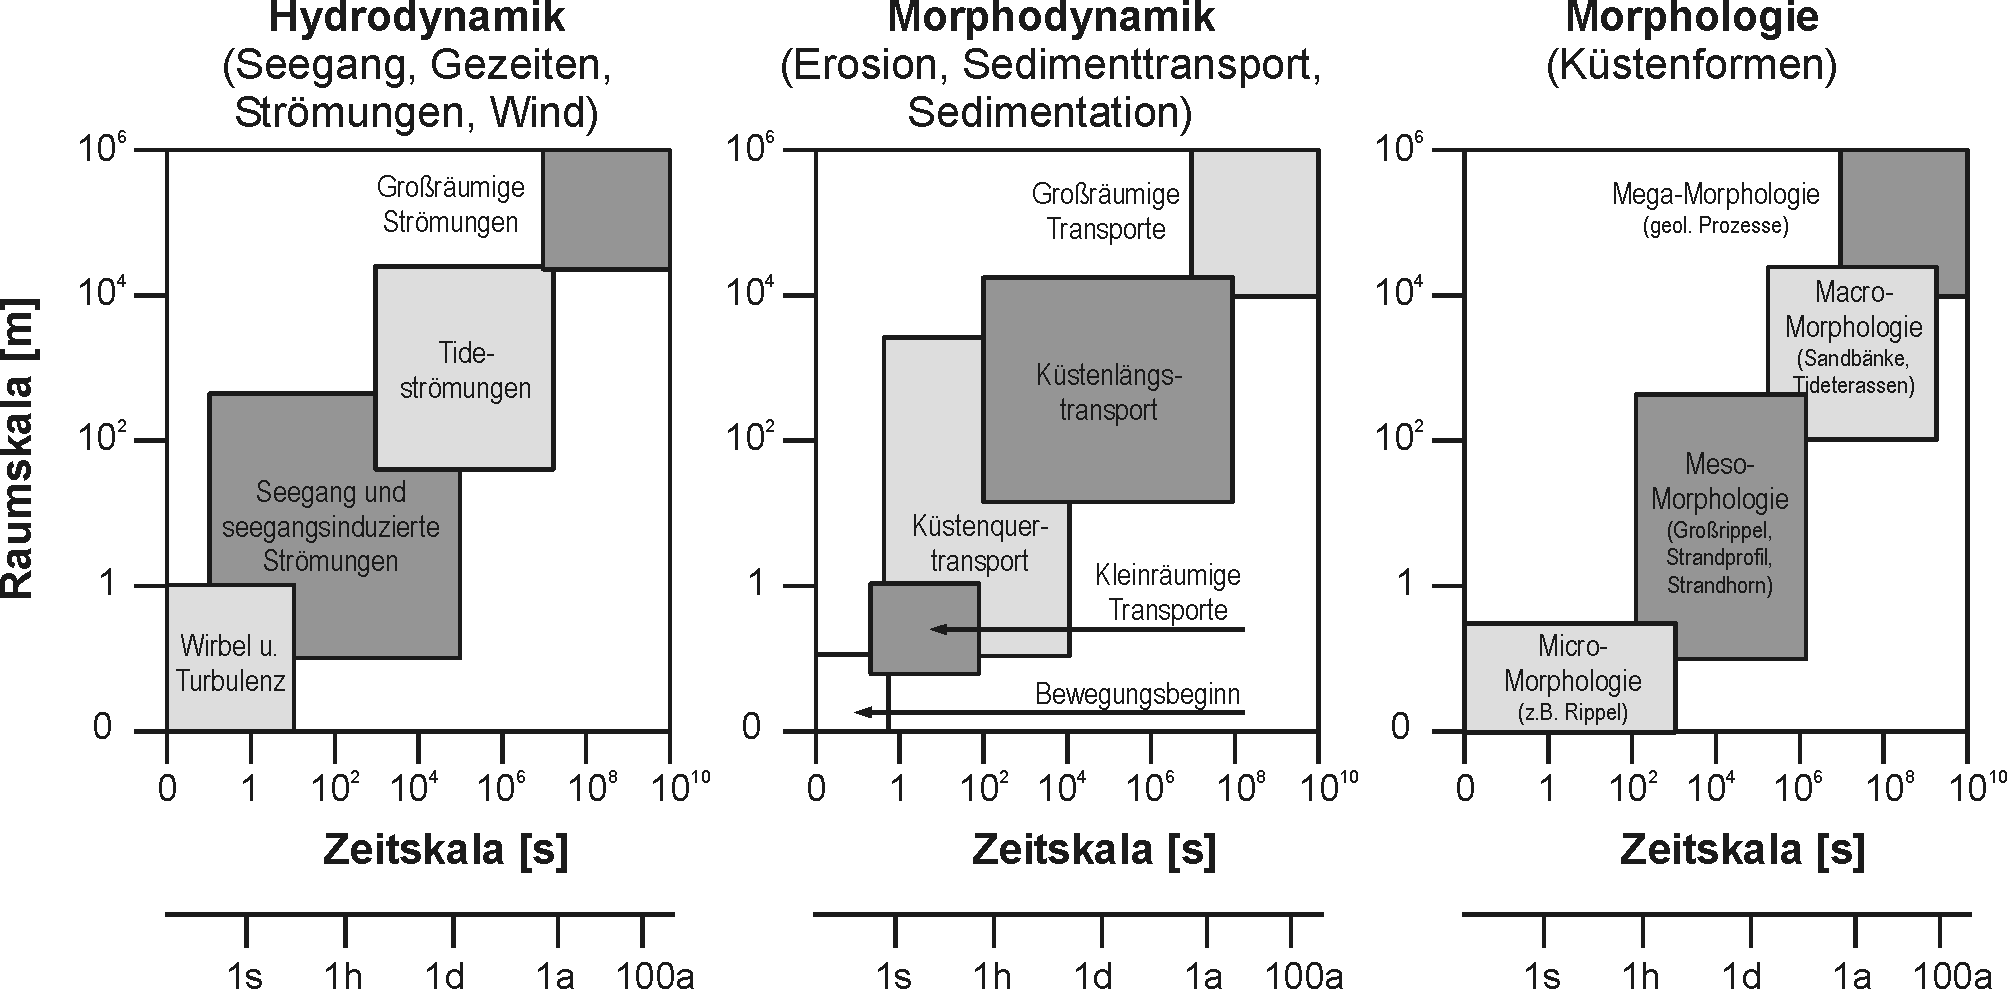 Hydrodynamik
(Seegang, Gezeiten,
Strömungen, Wind)
Raumskala [m]
10⁶
10⁴
10²
1
0
Großräumige
Strömungen
Tide-
strömungen
Seegang und
seegangsinduzierte
Strömungen
Wirbel u.
Turbulenz
0 1 10² 10⁴ 10⁶ 10⁸ 10¹⁰
Zeitskala [s]
1s 1h 1d 1a 100a
Morphodynamik
(Erosion, Sedimenttransport,
Sedimentation)
10⁶
10⁴
10²
1
0
Großräumige
Transporte
Küstenlängs-
transport
Küstenquer-
transport
Kleinräumige
Transporte
Bewegungsbeginn
0 1 10² 10⁴ 10⁶ 10⁸ 10¹⁰
Zeitskala [s]
1s 1h 1d 1a 100a
Morphologie
(Küstenformen)
10⁶
10⁴
10²
1
0
Mega-Morphologie
(geol. Prozesse)
Macro-
Morphologie
(Sandbänke,
Tideterassen)
Meso-
Morphologie
(Großrippel,
Strandprofil,
Strandhorn)
Micro-
Morphologie
(z.B. Rippel)
0 1 10² 10⁴ 10⁶ 10⁸ 10¹⁰
Zeitskala [s]
1s 1h 1d 1a 100a